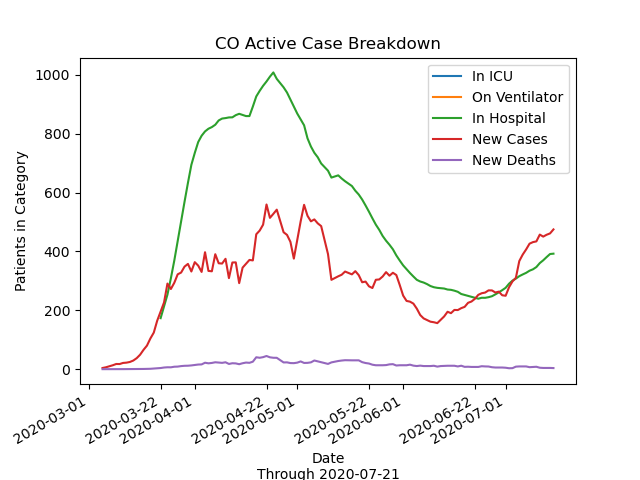 CO Active Case Breakdown
Patients in Category
1000
800
600
400
200
0
In ICU
On Ventilator
In Hospital
New Cases
New Deaths
2020-03-01
2020-03-22
2020-04-01
2020-04-22
2020-05-01
2020-05-22
2020-06-01
2020-06-22
2020-07-01
Date
Through 2020-07-21